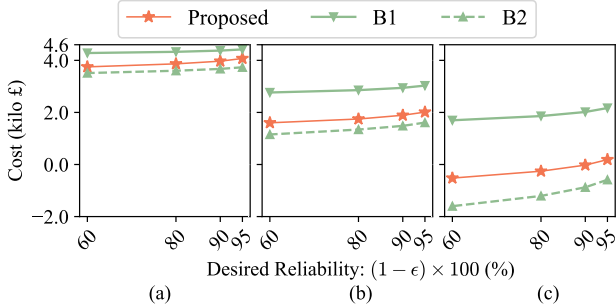 Proposed B1 B2
4.6
4.0
2.0
0.0
−2.0
Cost (kilo £)
60 80 90 95 60 80 90 95 60 80 90 95
Desired Reliability: (1 − ϵ) × 100 (%)
(a) (b) (c)